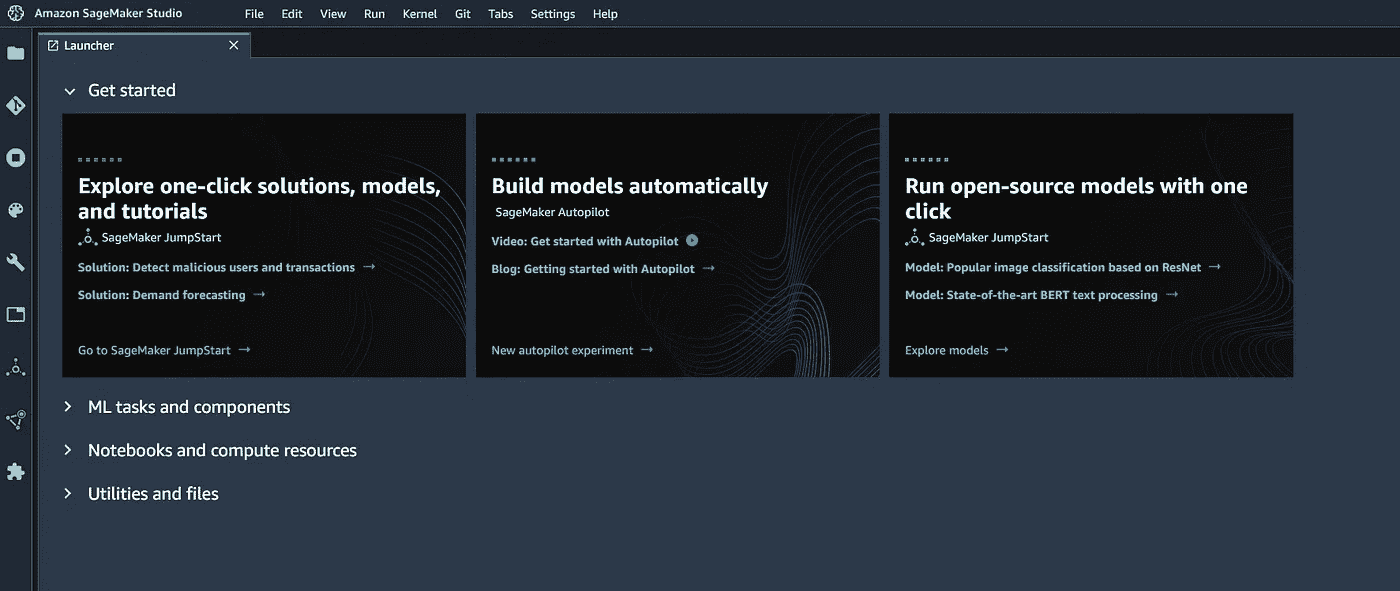 Amazon SageMaker Studio File Edit View Run Kernel Git Tabs Settings Help
Launcher
Get started
Explore one-click solutions, models,
and tutorials
SageMaker JumpStart
Solution: Detect malicious users and transactions →
Solution: Demand forecasting →
Go to SageMaker JumpStart →
Build models automatically
SageMaker Autopilot
Video: Get started with Autopilot
Blog: Getting started with Autopilot →
New autopilot experiment →
Run open-source models with one
click
SageMaker JumpStart
Model: Popular image classification based on ResNet →
Model: State-of-the-art BERT text processing →
Explore models →
ML tasks and components
Notebooks and compute resources
Utilities and files